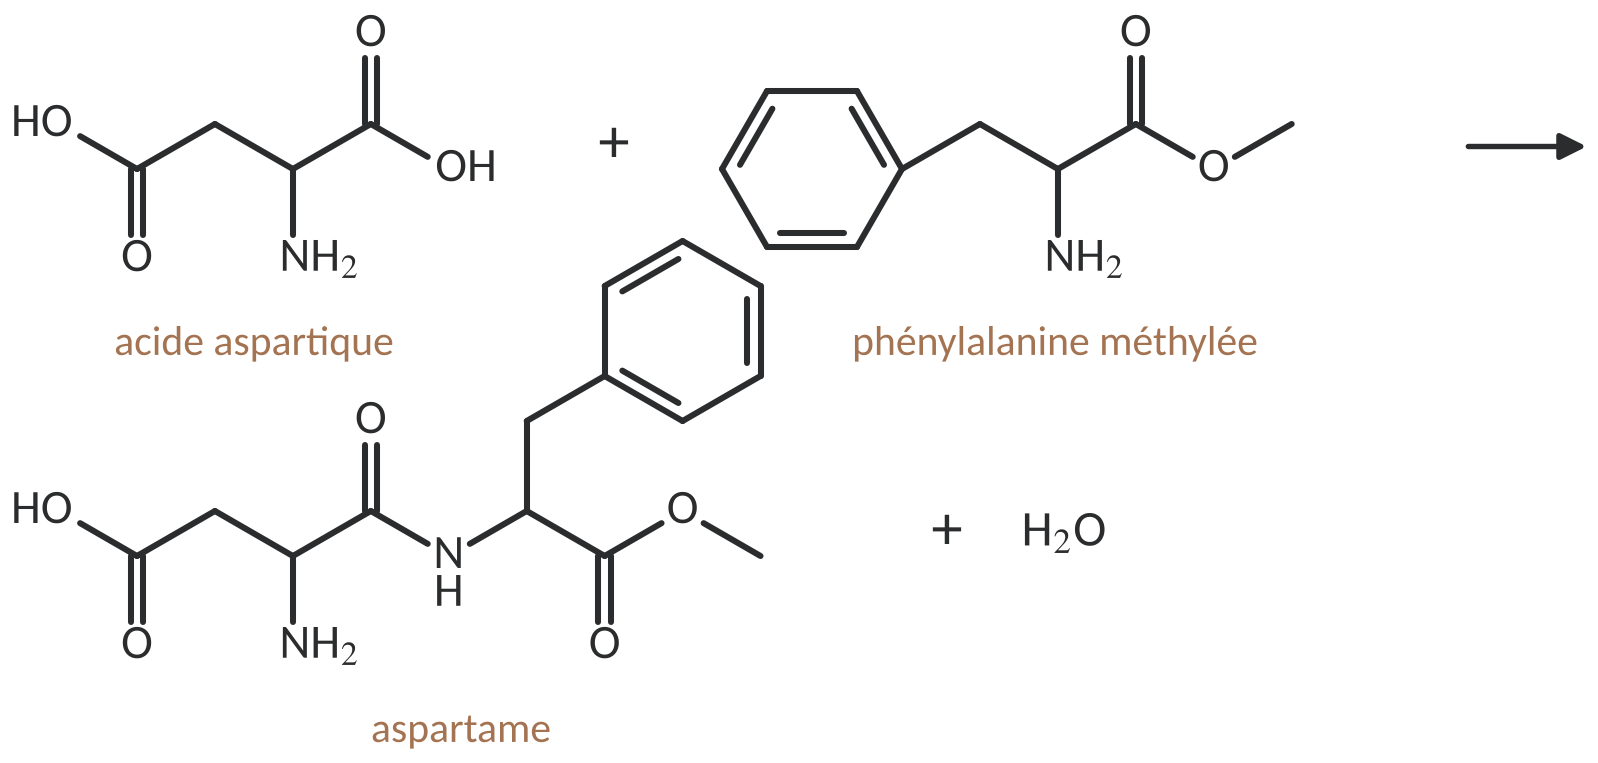 O
HO
OH
O
NH₂
+
O
O
NH₂
acide aspartique
phénylalanine méthylée
O
HO
N
H
O
O
NH₂
O
+
H₂O
aspartame